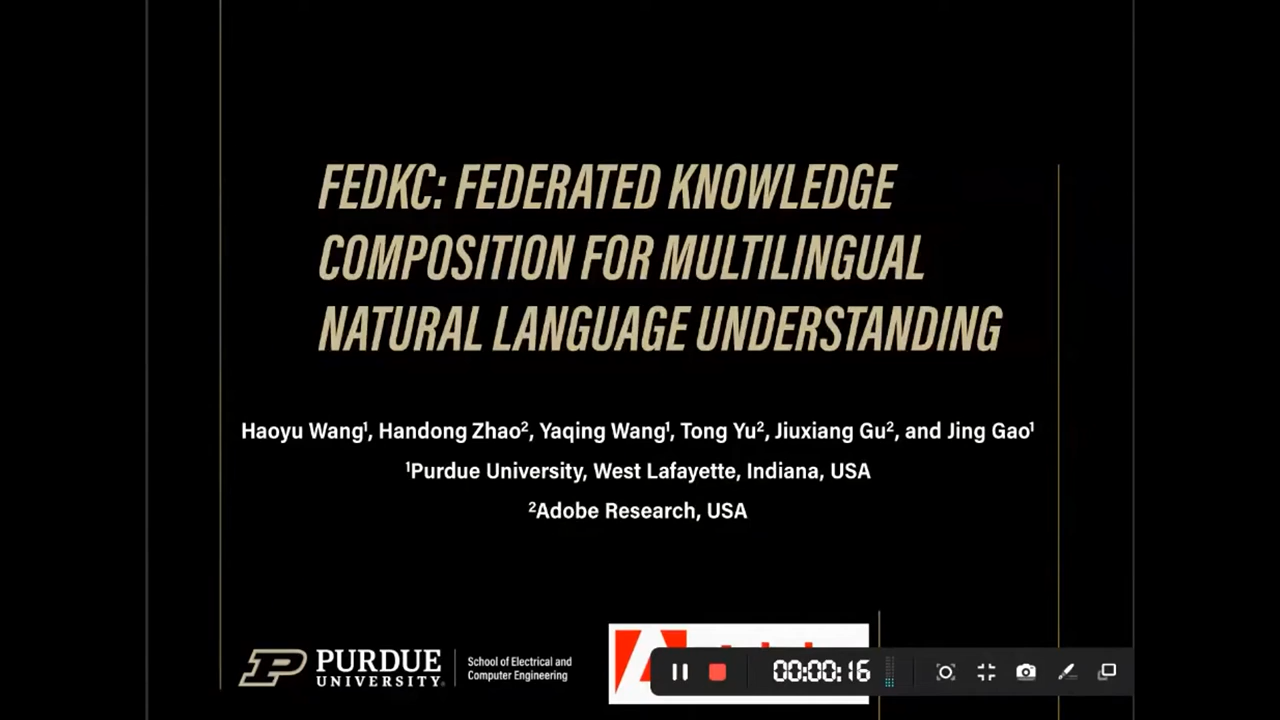 FEDKC: FEDERATED KNOWLEDGE
COMPOSITION FOR MULTILINGUAL
NATURAL LANGUAGE UNDERSTANDING
Haoyu Wang¹, Handong Zhao², Yaqing Wang¹, Tong Yu², Jiuxiang Gu², and Jing Gao¹
¹Purdue University, West Lafayette, Indiana, USA
²Adobe Research, USA
PURDUE
UNIVERSITY®
School of Electrical and
Computer Engineering
00:00:16